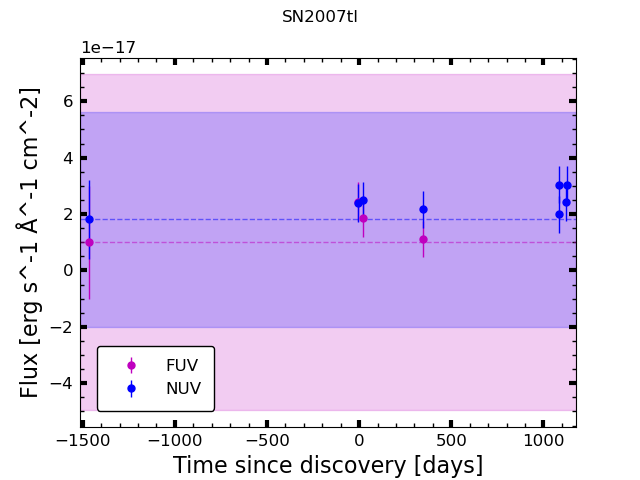 SN2007tl
1e−17
6
4
2
0
−2
−4
Flux [erg s^-1 Å^-1 cm^-2]
FUV
NUV
−1500 −1000 −500 0 500 1000
Time since discovery [days]